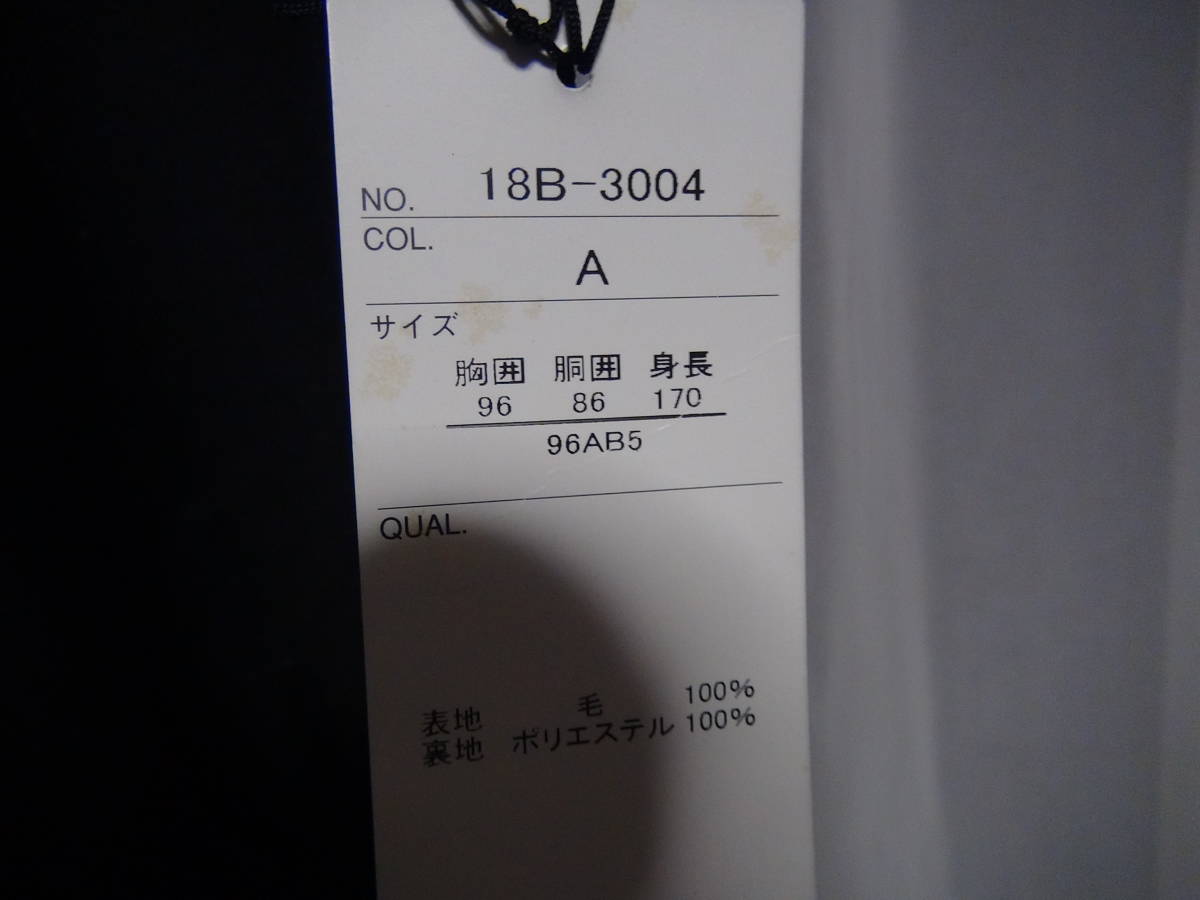 NO. 18B-3004
COL.
A
サイズ
胸囲 胴囲 身長
96 86 170
96AB5
QUAL.
表地 毛 100%
裏地 ポリエステル 100%